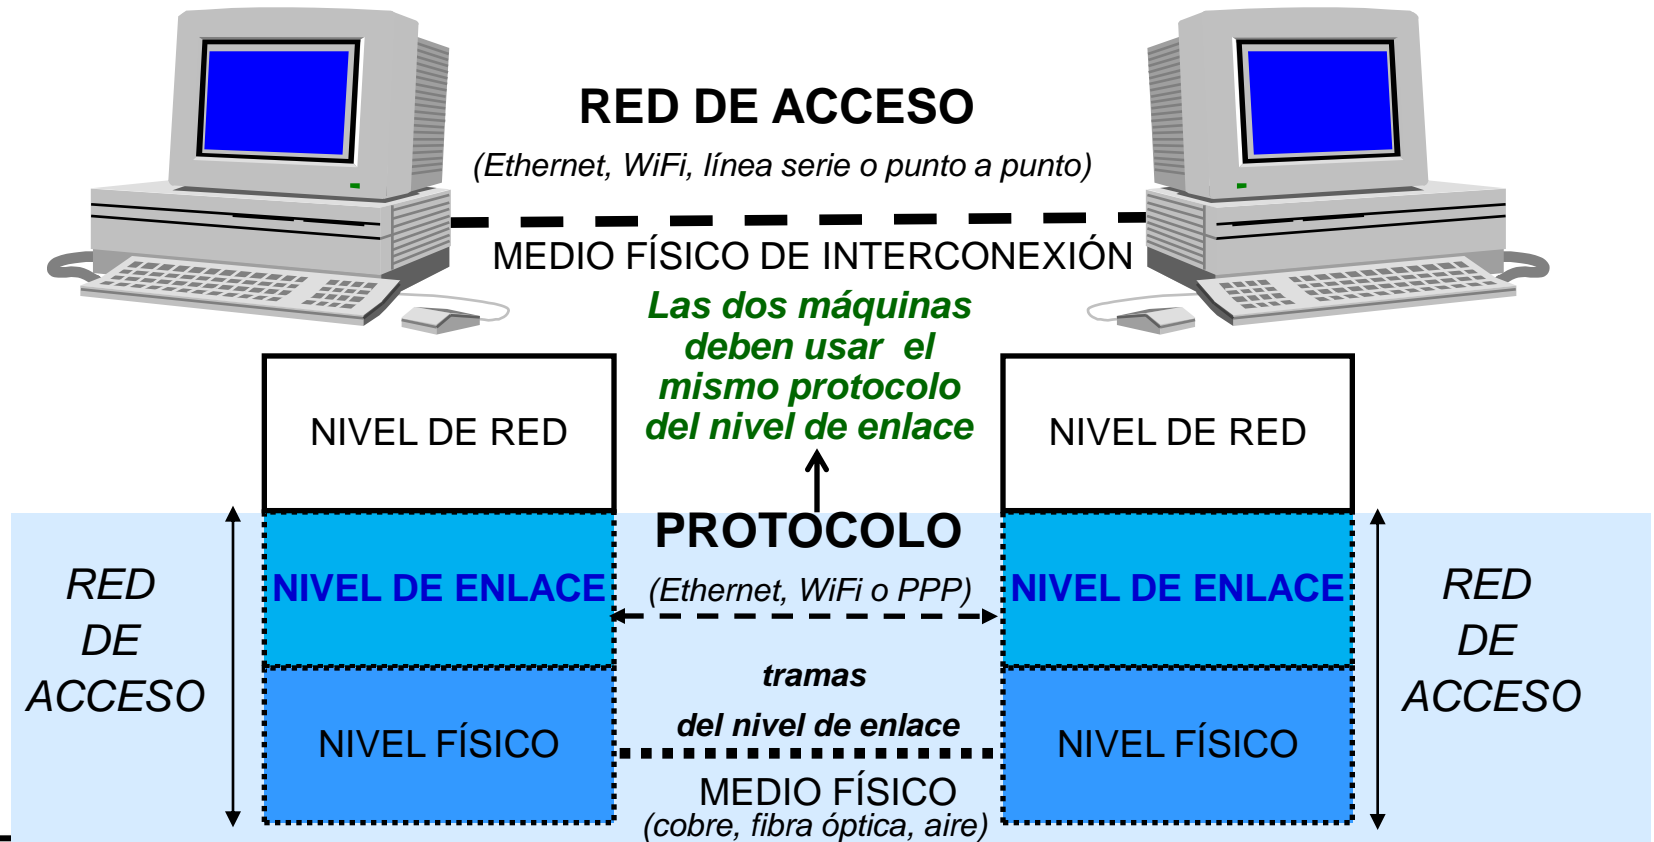 RED DE ACCESO
(Ethernet, WiFi, línea serie o punto a punto)
MEDIO FÍSICO DE INTERCONEXIÓN
Las dos máquinas
deben usar el
mismo protocolo
del nivel de enlace
NIVEL DE RED
NIVEL DE RED
PROTOCOLO
(Ethernet, WiFi o PPP)
RED
DE
ACCESO
NIVEL DE ENLACE
NIVEL DE ENLACE
RED
DE
ACCESO
tramas
del nivel de enlace
NIVEL FÍSICO
NIVEL FÍSICO
MEDIO FÍSICO
(cobre, fibra óptica, aire)